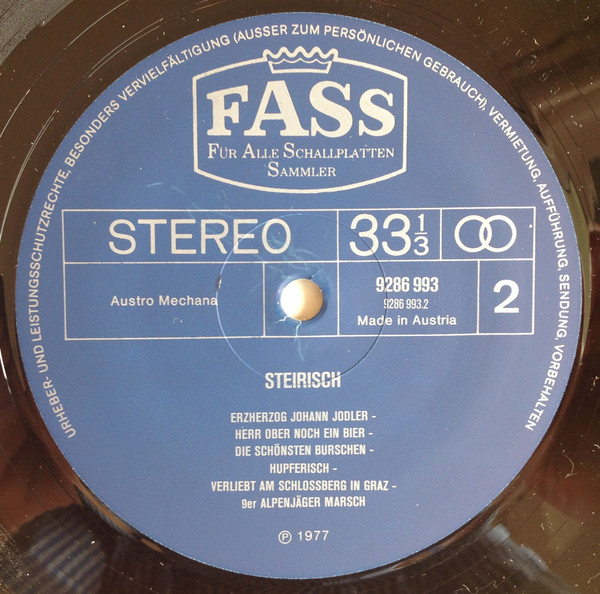 URHEBER- UND LEISTUNGSSCHUTZRECHTE, BESONDERS VERVIELFÄLTIGUNG (AUSSER ZUM PERSÖNLICHEN GEBRAUCH), VERMIETUNG, AUFFÜHRUNG, SENDUNG, VORBEHALTEN
FASS
FÜR ALLE SCHALLPLATTEN
SAMMLER
STEREO 33 1/3
Austro Mechana
9286 993
9286 993.2
Made in Austria
2
STEIRISCH
ERZHERZOG JOHANN JODLER -
HERR OBER NOCH EIN BIER -
DIE SCHÖNSTEN BURSCHEN -
HUPFERISCH -
VERLIEBT AM SCHLOSSBERG IN GRAZ -
9er ALPENJÄGER MARSCH
℗ 1977